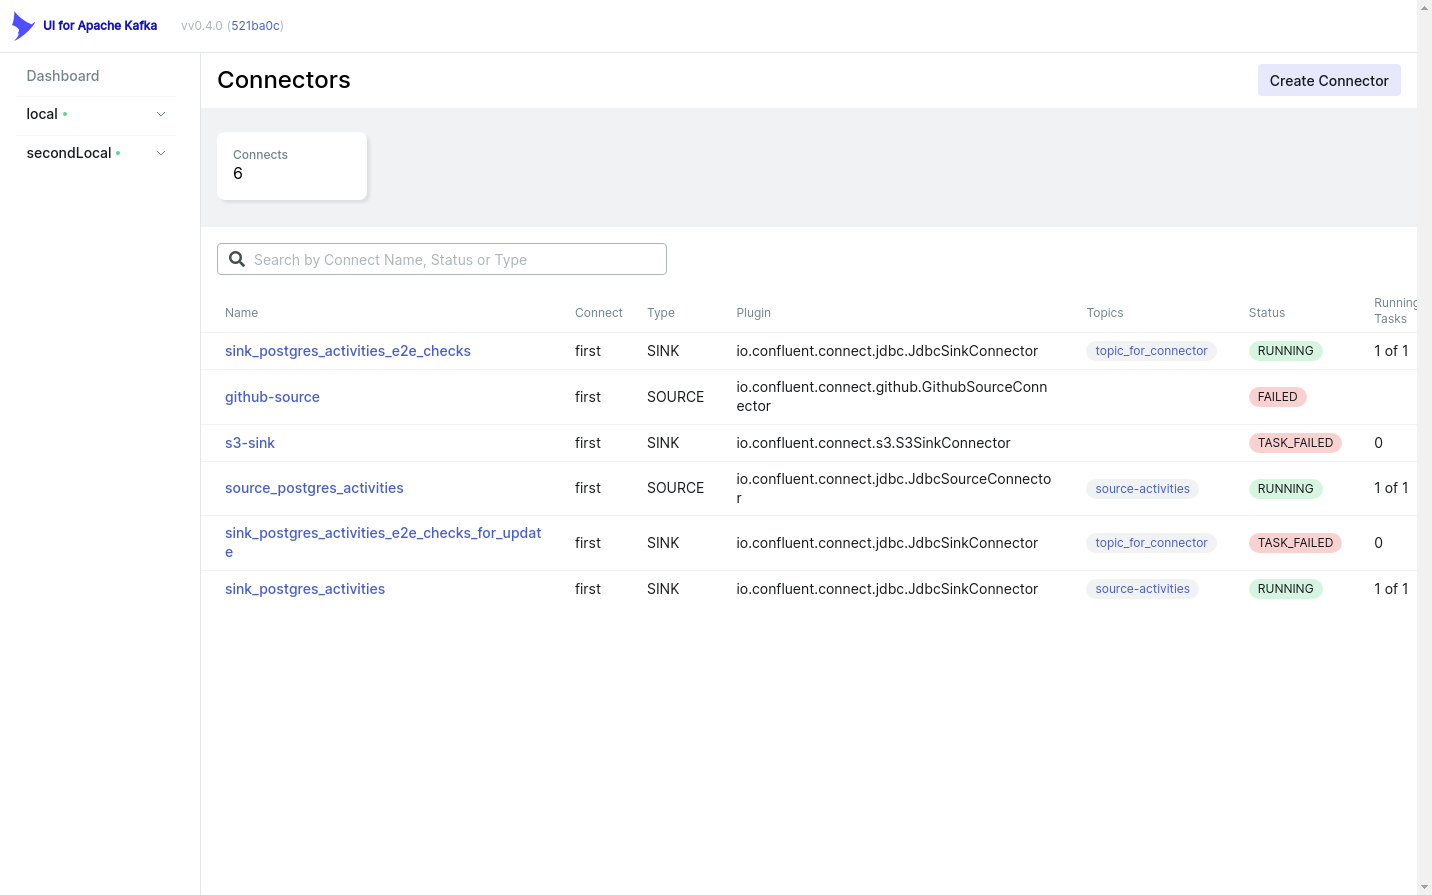 UI for Apache Kafka vv0.4.0 (521ba0c)
Dashboard
local
secondLocal
Connectors
Create Connector
Connects
6
Search by Connect Name, Status or Type
Name Connect Type Plugin Topics Status Running
Tasks
sink_postgres_activities_e2e_checks first SINK io.confluent.connect.jdbc.JdbcSinkConnector topic_for_connector RUNNING 1 of 1
github-source first SOURCE io.confluent.connect.github.GithubSourceConn
ector FAILED
s3-sink first SINK io.confluent.connect.s3.S3SinkConnector TASK_FAILED 0
source_postgres_activities first SOURCE io.confluent.connect.jdbc.JdbcSourceConnecto
r source-activities RUNNING 1 of 1
sink_postgres_activities_e2e_checks_for_updat
e first SINK io.confluent.connect.jdbc.JdbcSinkConnector topic_for_connector TASK_FAILED 0
sink_postgres_activities first SINK io.confluent.connect.jdbc.JdbcSinkConnector source-activities RUNNING 1 of 1